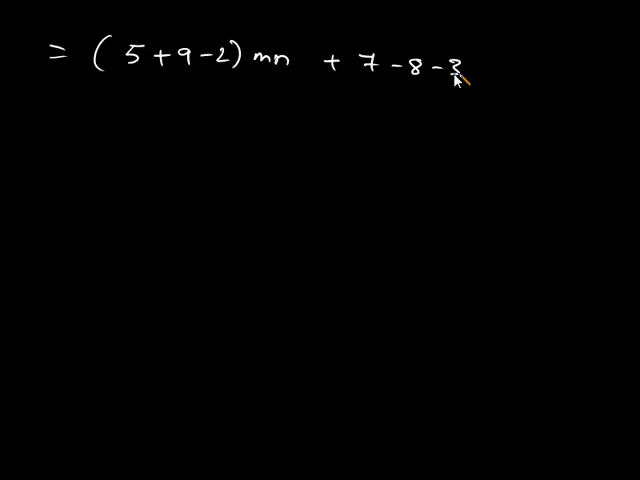 = ( 5 + 9 - 2 ) mn + 7 - 8 - 3